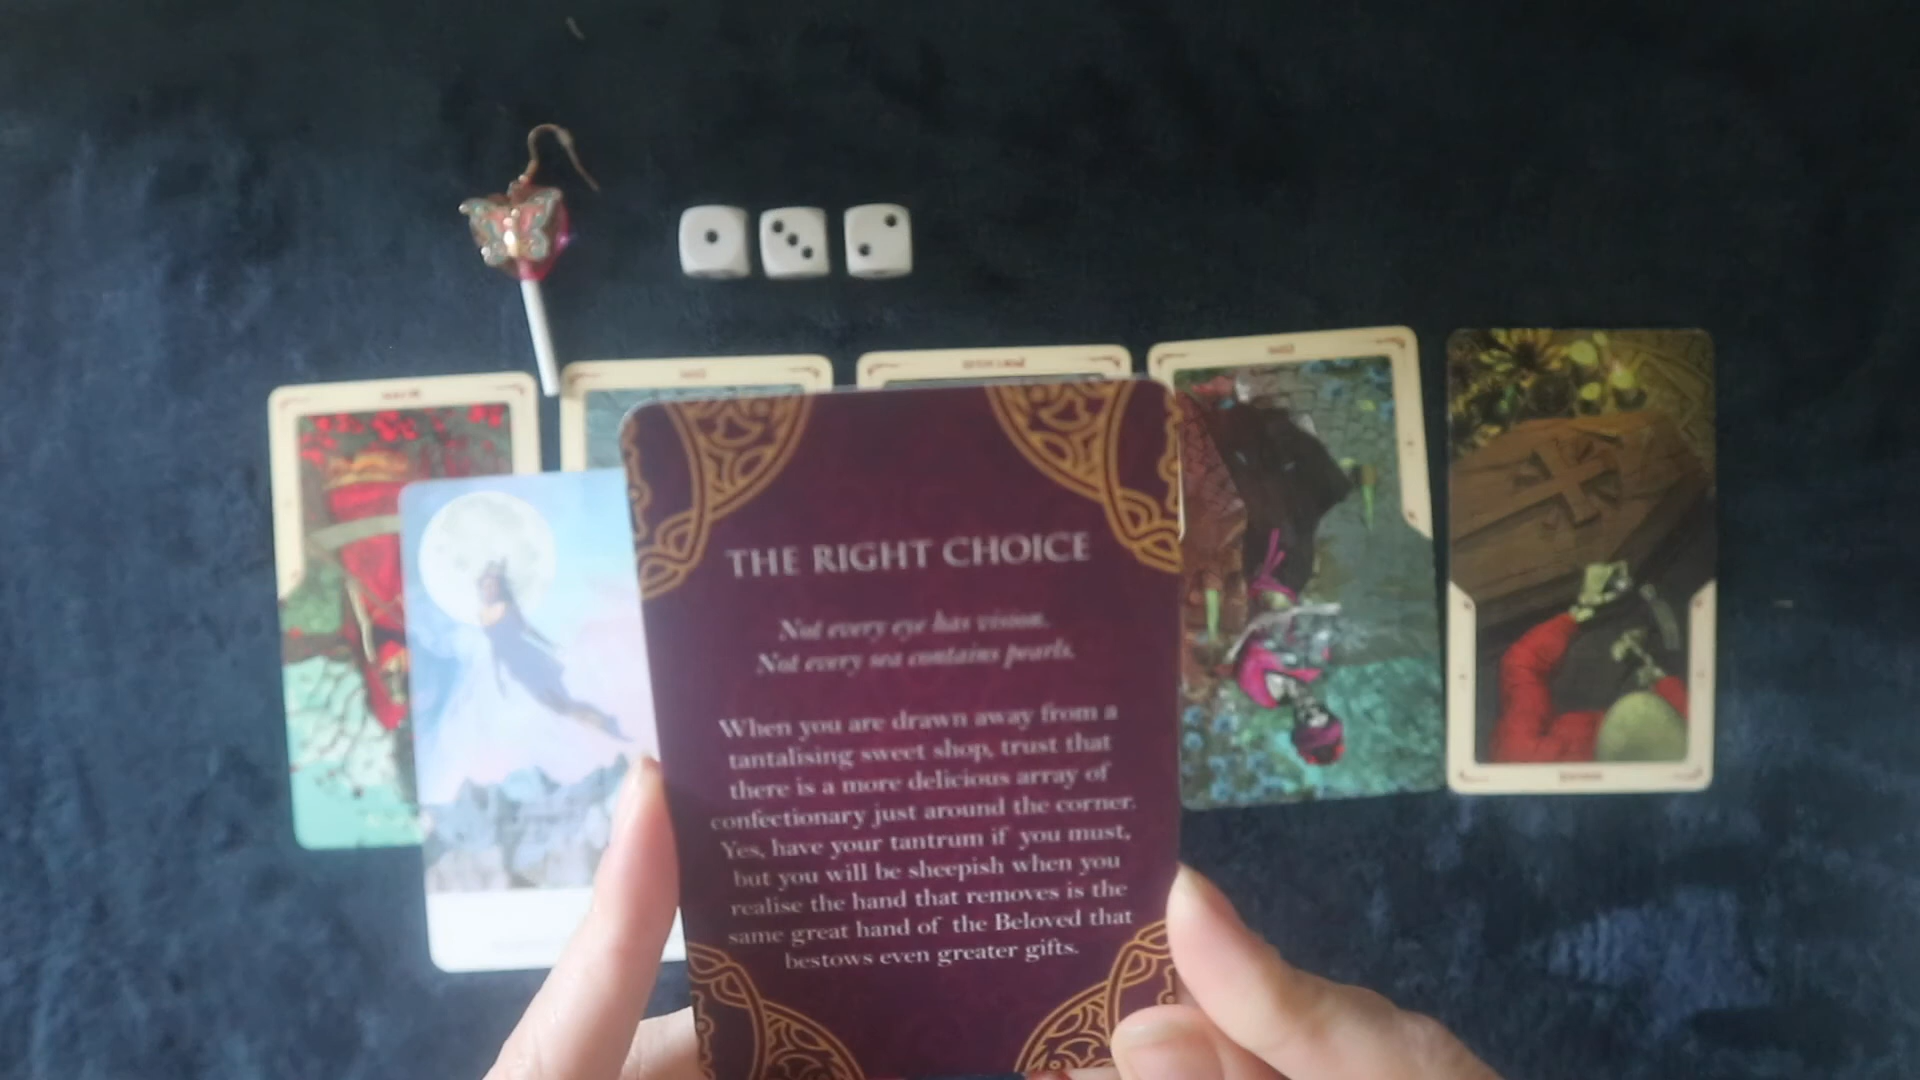 THE RIGHT CHOICE
Not every eye has vision.
Not every sea contains pearls.
When you are drawn away from a
tantalising sweet shop, trust that
there is a more delicious array of
confectionary just around the corner.
Yes, have your tantrum if you must,
but you will be sheepish when you
realise the hand that removes is the
same great hand of the Beloved that
bestows even greater gifts.